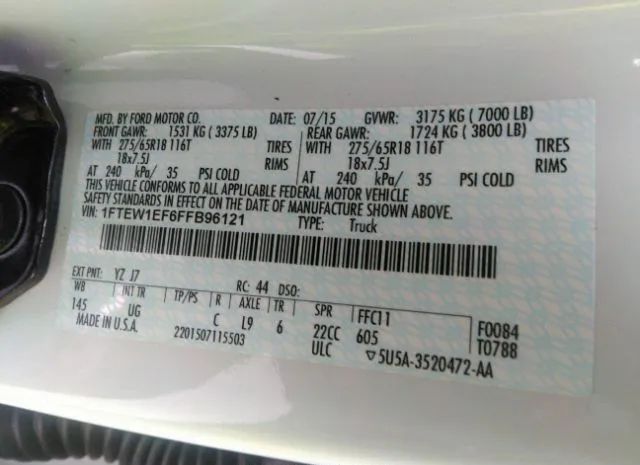 MFD. BY FORD MOTOR CO. DATE: 07/15 GVWR: 3175 KG ( 7000 LB)
FRONT GAWR: 1531 KG ( 3375 LB) REAR GAWR: 1724 KG ( 3800 LB)
WITH 275/65R18 116T TIRES WITH 275/65R18 116T TIRES
18x7.5J RIMS 18x7.5J RIMS
AT 240 kPa/ 35 PSI COLD AT 240 kPa/ 35 PSI COLD
THIS VEHICLE CONFORMS TO ALL APPLICABLE FEDERAL MOTOR VEHICLE
SAFETY STANDARDS IN EFFECT ON THE DATE OF MANUFACTURE SHOWN ABOVE.
VIN: 1FTEW1EF6FFB96121 TYPE: Truck
EXT PNT: YZ J7 RC: 44 DSO:
WB INT TR TP/PS R AXLE TR SPR FFC11 F0084
145 UG C L9 6 22CC 605 T0788
MADE IN U.S.A. 2201507115503 ULC ▽5U5A-3520472-AA